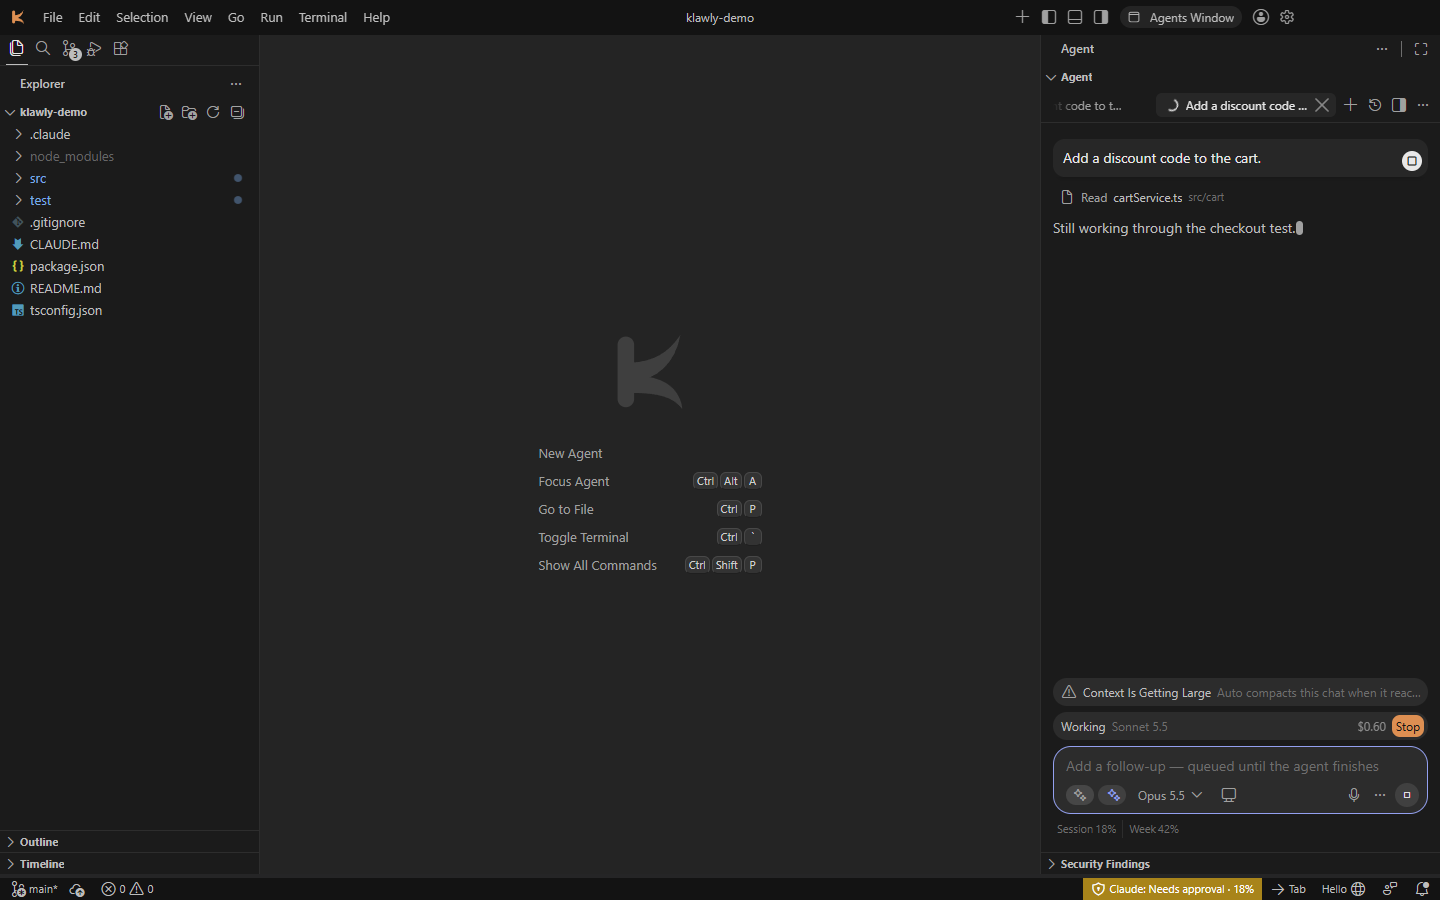 File Edit Selection View Go Run Terminal Help
klawly-demo
Agents Window
3
Explorer
klawly-demo
.claude
node_modules
src
test
.gitignore
CLAUDE.md
package.json
README.md
tsconfig.json
Outline
Timeline
New Agent
Focus Agent Ctrl Alt A
Go to File Ctrl P
Toggle Terminal Ctrl `
Show All Commands Ctrl Shift P
Agent
Agent
t code to t... Add a discount code ...
Add a discount code to the cart.
Read cartService.ts src/cart
Still working through the checkout test.
Context Is Getting Large Auto compacts this chat when it reac...
Working Sonnet 5.5 $0.60 Stop
Add a follow-up — queued until the agent finishes
Opus 5.5
Session 18% Week 42%
Security Findings
main* 0 0 Claude: Needs approval · 18% Tab Hello